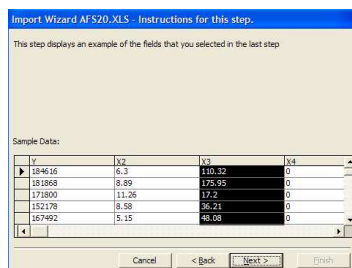 Import Wizard AFS20.XLS - Instructions for this step.
This step displays an example of the fields that you selected in the last step
Sample Data:
Y X2 X3 X4
184616 6.3 110.32 0
181868 8.89 175.95 0
171800 11.26 17.2 0
152178 8.58 36.21 0
167492 5.15 48.08 0
Cancel < Back Next > Finish